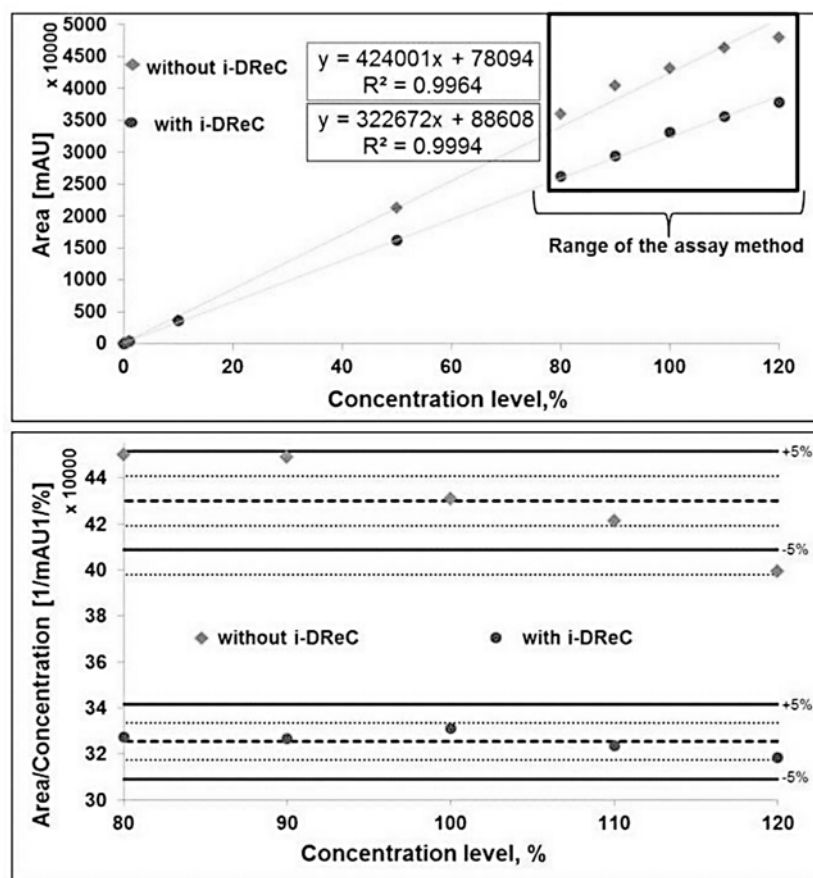 x 10000
Area [mAU]
5000
4500
4000
3500
3000
2500
2000
1500
1000
500
0
without i-DReC
with i-DReC
y = 424001x + 78094
R² = 0.9964
y = 322672x + 88608
R² = 0.9994
Range of the assay method
0
20
40
60
80
100
120
Concentration level,%
x 10000
Area/Concentration [1/mAU1/%]
44
42
40
38
36
34
32
30
+5%
-5%
without i-DReC
with i-DReC
+5%
-5%
80
90
100
110
120
Concentration level, %